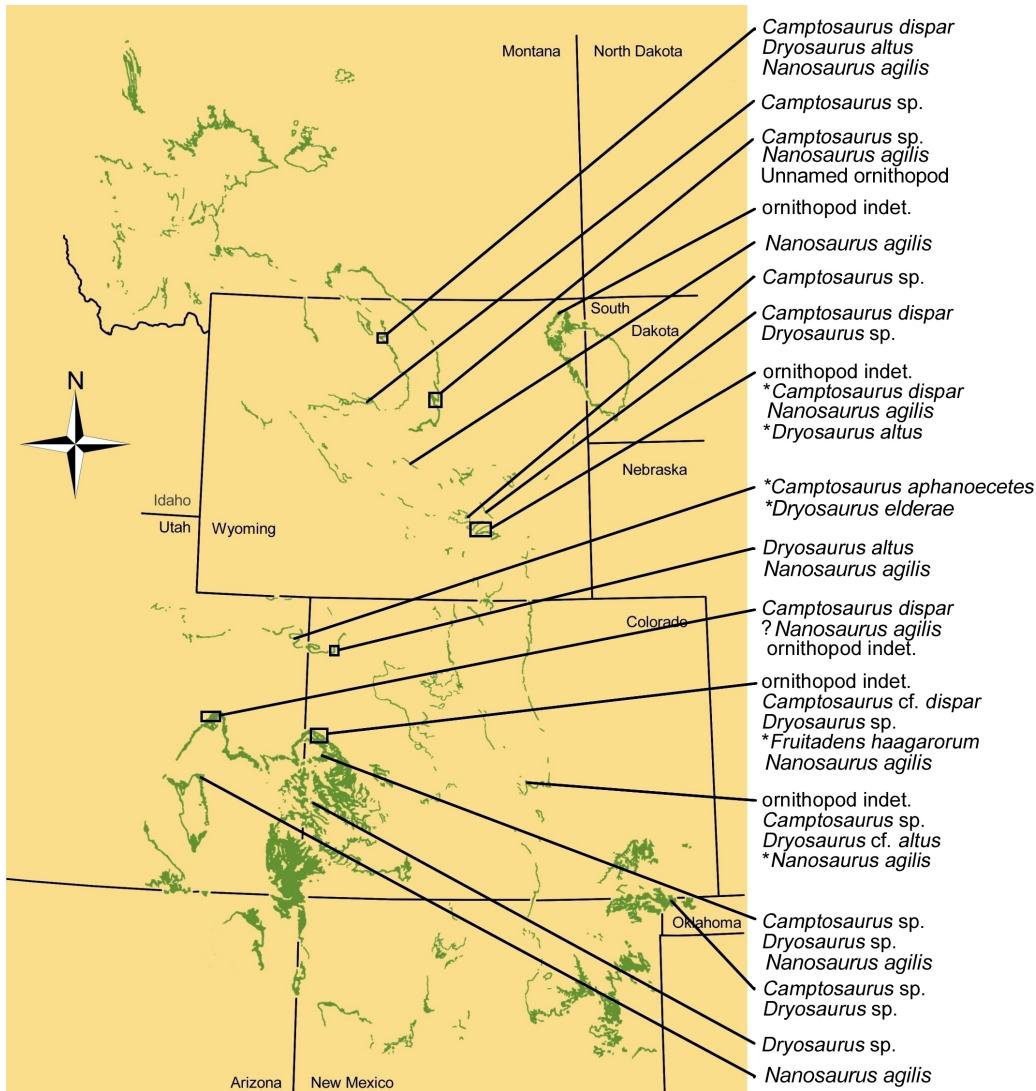 Montana
North Dakota
South
Dakota
Nebraska
N
Idaho
Utah
Wyoming
Colorado
Oklahoma
Arizona
New Mexico
Camptosaurus dispar
Dryosaurus altus
Nanosaurus agilis
Camptosaurus sp.
Camptosaurus sp.
Nanosaurus agilis
Unnamed ornithopod
ornithopod indet.
Nanosaurus agilis
Camptosaurus sp.
Camptosaurus dispar
Dryosaurus sp.
ornithopod indet.
*Camptosaurus dispar
Nanosaurus agilis
*Dryosaurus altus
*Camptosaurus aphanoecetes
*Dryosaurus elderae
Dryosaurus altus
Nanosaurus agilis
Camptosaurus dispar
? Nanosaurus agilis
ornithopod indet.
ornithopod indet.
Camptosaurus cf. dispar
Dryosaurus sp.
*Fruitadens haagarorum
Nanosaurus agilis
ornithopod indet.
Camptosaurus sp.
Dryosaurus cf. altus
*Nanosaurus agilis
Camptosaurus sp.
Dryosaurus sp.
Nanosaurus agilis
Camptosaurus sp.
Dryosaurus sp.
Dryosaurus sp.
Nanosaurus agilis